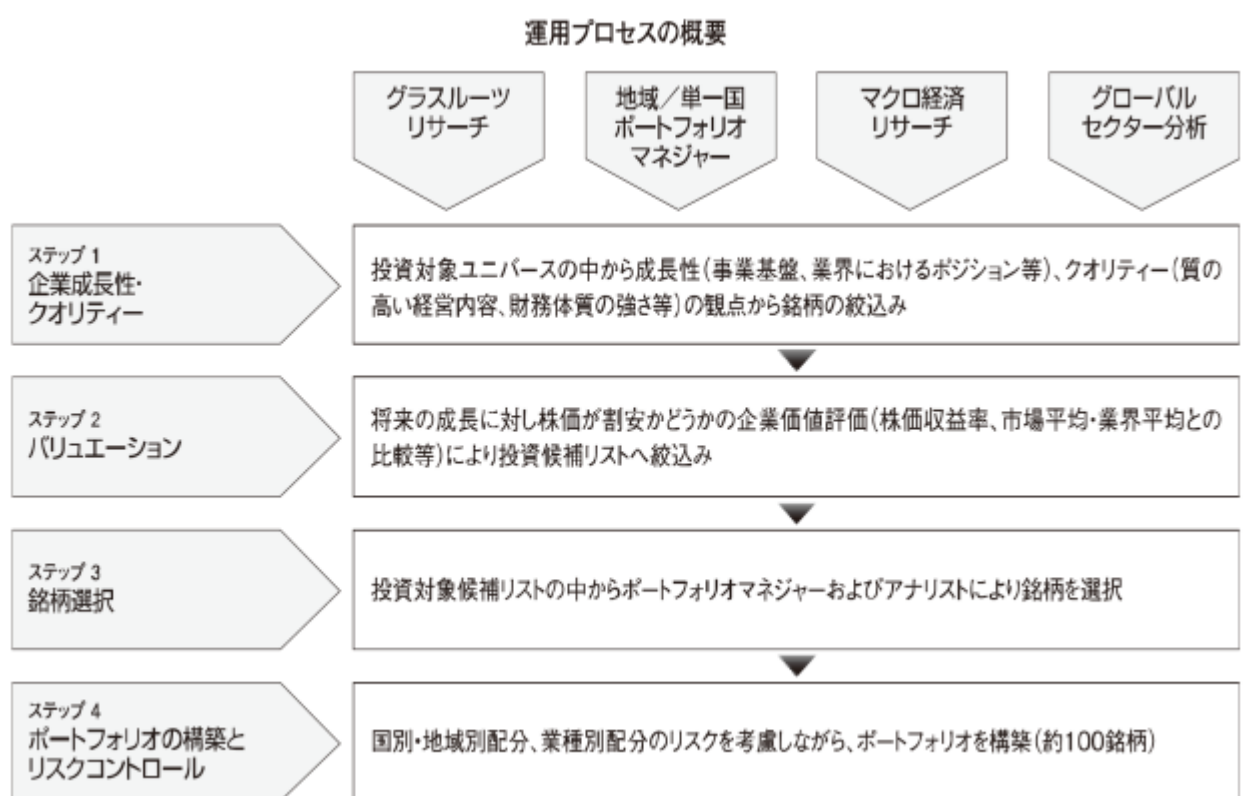 運用プロセスの概要
グラスルーツ
リサーチ
地域／単一国
ポートフォリオ
マネジャー
マクロ経済
リサーチ
グローバル
セクター分析
ステップ 1
企業成長性・
クオリティー
投資対象ユニバースの中から成長性（事業基盤、業界におけるポジション等）、クオリティー（質の
高い経営内容、財務体質の強さ等）の観点から銘柄の絞込み
ステップ 2
バリュエーション
将来の成長に対し株価が割安かどうかの企業価値評価（株価収益率、市場平均・業界平均との
比較等）により投資候補リストへ絞込み
ステップ 3
銘柄選択
投資対象候補リストの中からポートフォリオマネジャーおよびアナリストにより銘柄を選択
ステップ 4
ポートフォリオの構築と
リスクコントロール
国別・地域別配分、業種別配分のリスクを考慮しながら、ポートフォリオを構築（約100銘柄）